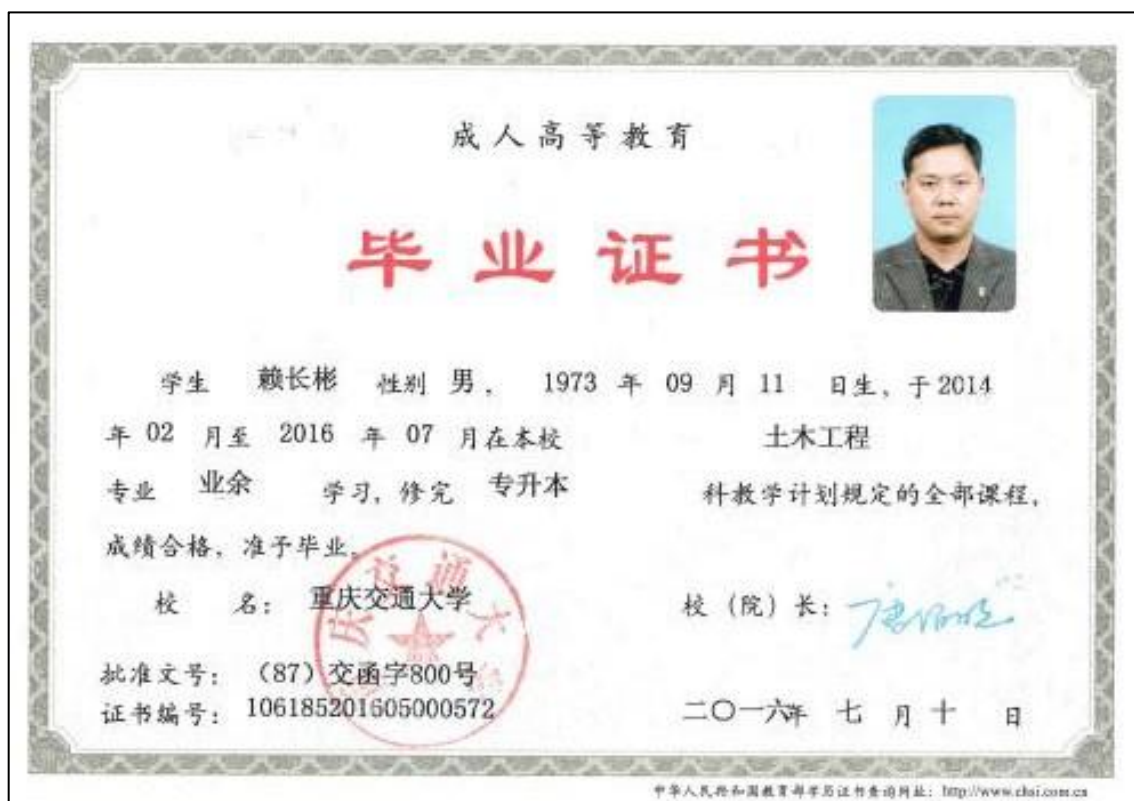 成人高等教育
毕业证书
学生 赖长彬 性别 男, 1973 年 09 月 11 日生, 于2014
年 02 月至 2016 年 07 月在本校 土木工程
专业 业余 学习, 修完 专升本 科教学计划规定的全部课程,
成绩合格, 准予毕业。
校 名: 重庆交通大学 校(院)长:
批准文号: (87)交函字800号
证书编号: 106185201605000572 二〇一六年 七 月 十 日
中华人民共和国教育部学历证书查询网址: http://www.chsi.com.cn